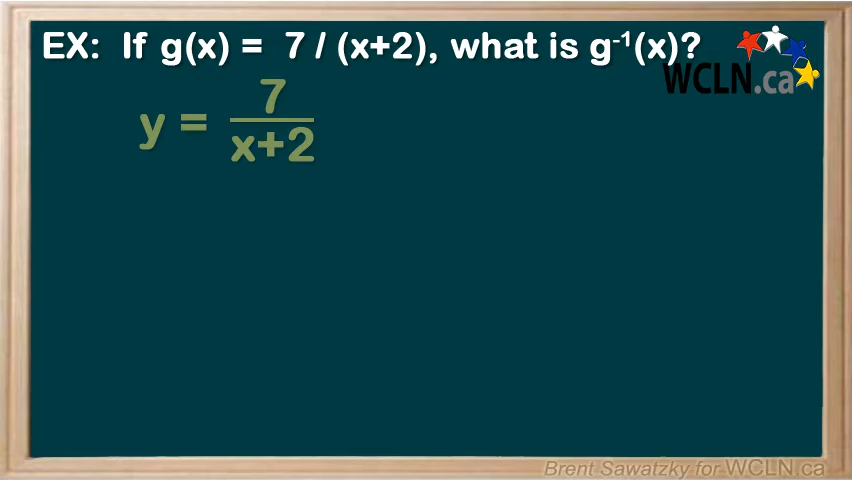 EX: If g(x) = 7 / (x+2), what is g⁻¹(x)?
WCLN.ca
y = 7
x+2
Brent Sawatzky for WCLN.ca